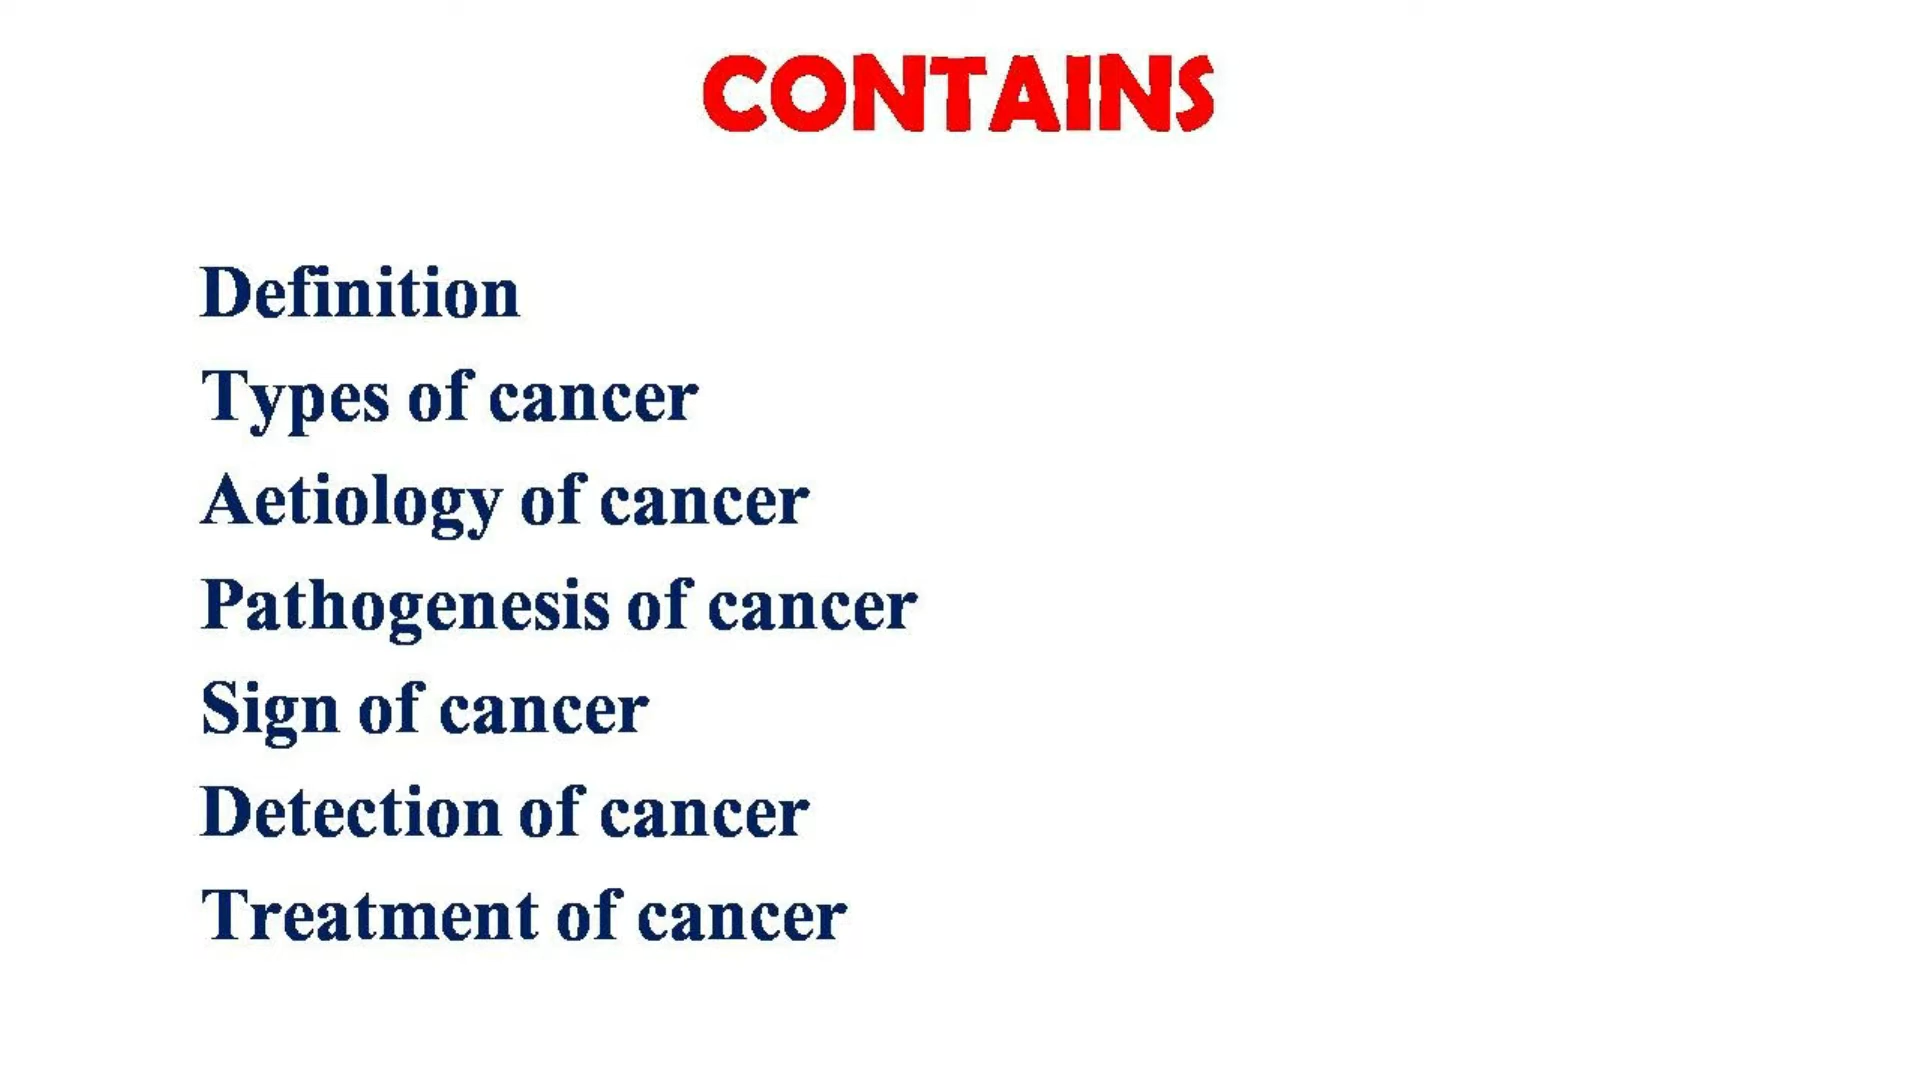 CONTAINS
Definition
Types of cancer
Aetiology of cancer
Pathogenesis of cancer
Sign of cancer
Detection of cancer
Treatment of cancer